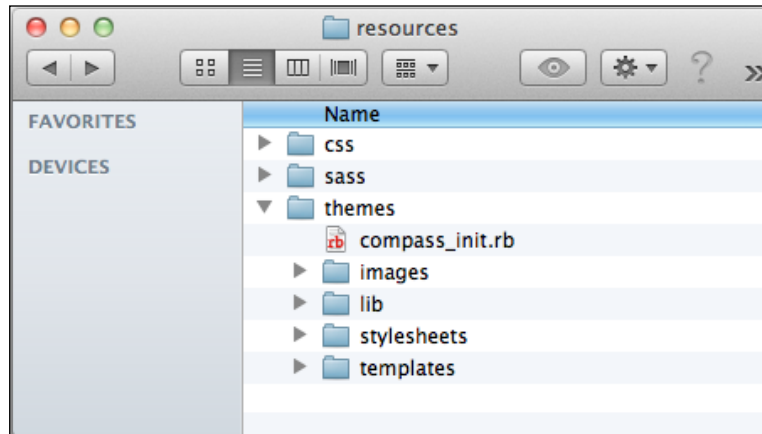 resources
FAVORITES
DEVICES
Name
css
sass
themes
rb compass_init.rb
images
lib
stylesheets
templates